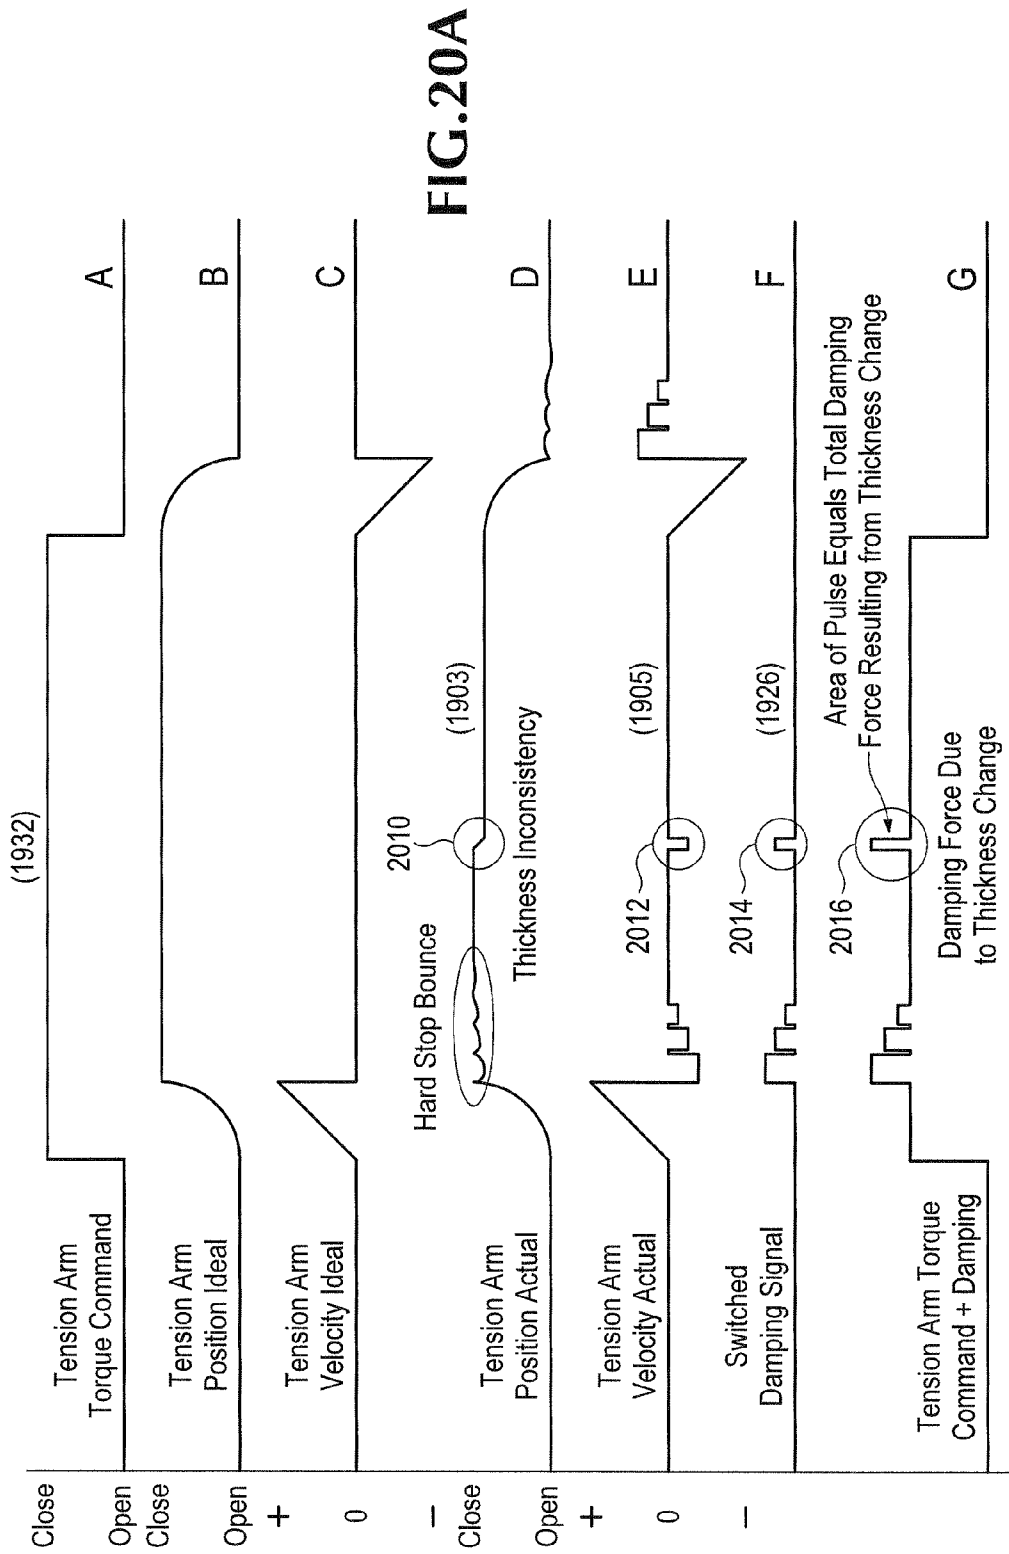 FIG.20A
(1932)
Close
Tension Arm
Torque Command
Open
A
Close
Tension Arm
Position Ideal
Open
B
+
Tension Arm
Velocity Ideal
0
C
–
Hard Stop Bounce
2010
(1903)
Close
Tension Arm
Position Actual
Open
Thickness Inconsistency
D
+
Tension Arm
Velocity Actual
0
2012
(1905)
E
–
Switched
Damping Signal
2014
(1926)
F
Area of Pulse Equals Total Damping
Force Resulting from Thickness Change
2016
Tension Arm Torque
Command + Damping
Damping Force Due
to Thickness Change
G